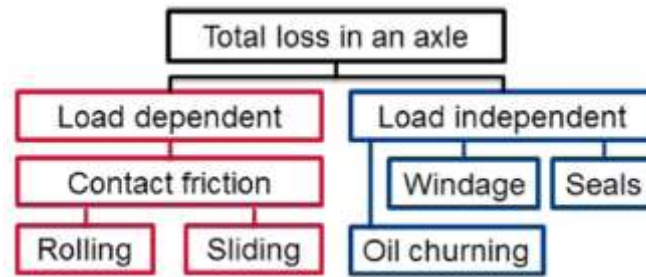 Total loss in an axle
Load dependent
Load independent
Contact friction
Windage
Seals
Rolling
Sliding
Oil churning